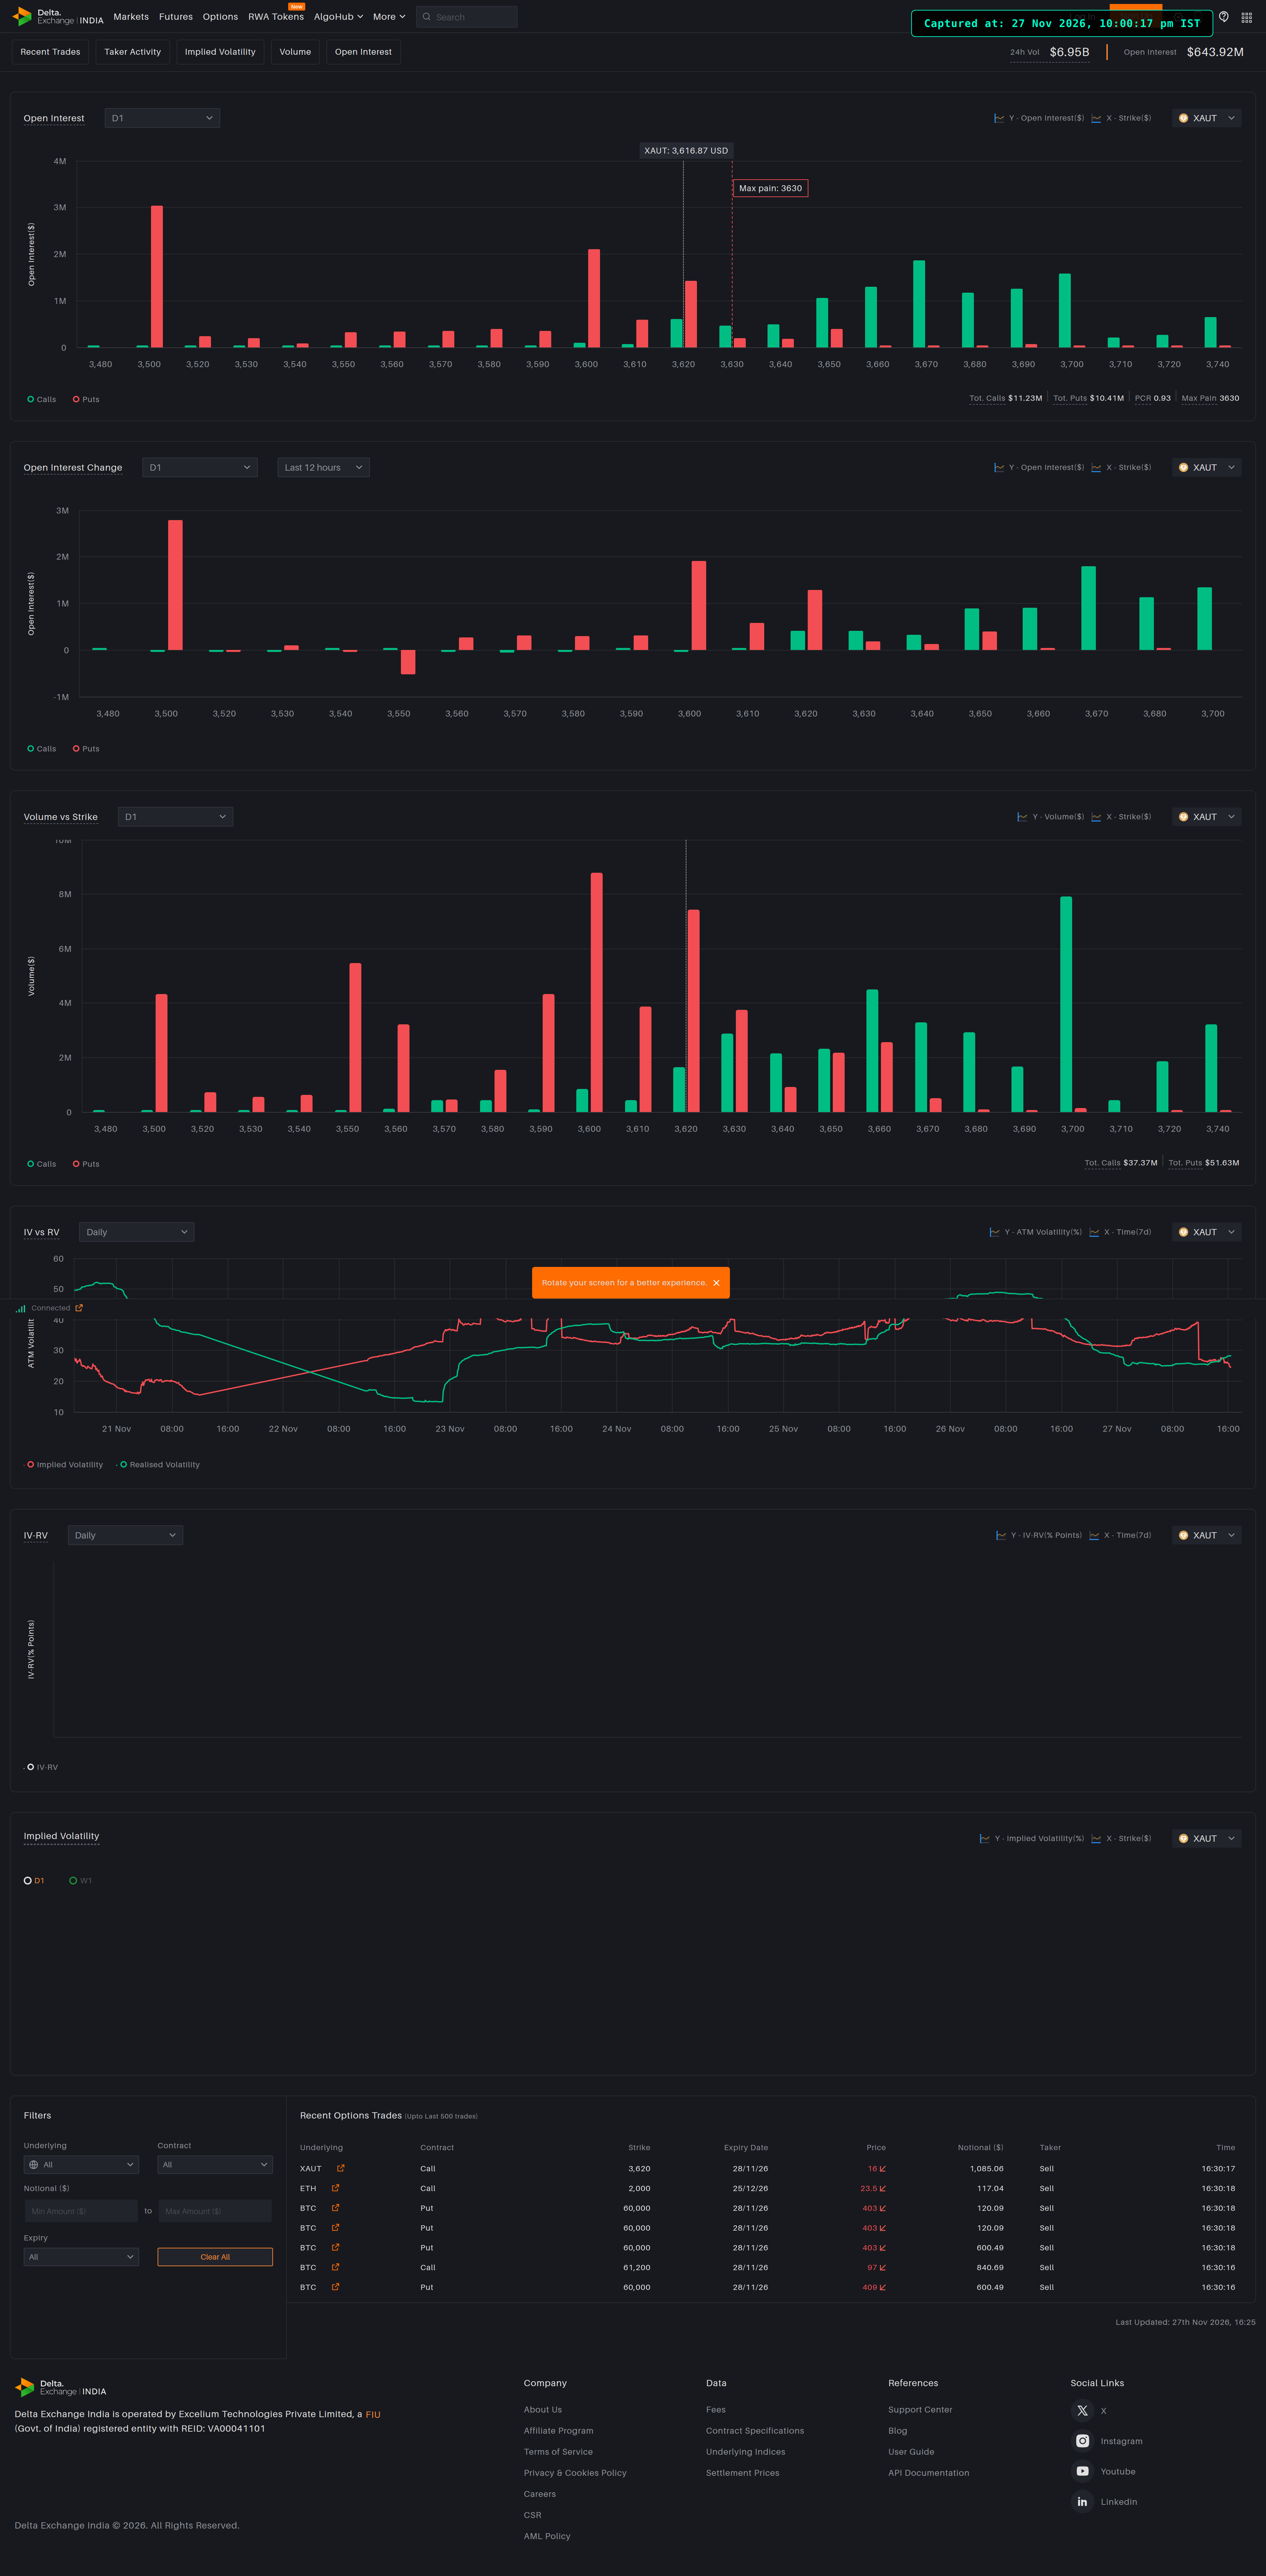 Delta.
Exchange | INDIA
Markets Futures Options RWA Tokens New AlgoHub More Search
Captured at: 27 Nov 2026, 10:00:17 pm IST
Recent Trades Taker Activity Implied Volatility Volume Open Interest
24h Vol $6.95B Open Interest $643.92M
Open Interest D1 Y - Open Interest($) X - Strike($) XAUT
XAUT: 3,616.87 USD
Max pain: 3630
Open Interest($)
4M
3M
2M
1M
0
3,480 3,500 3,520 3,530 3,540 3,550 3,560 3,570 3,580 3,590 3,600 3,610 3,620 3,630 3,640 3,650 3,660 3,670 3,680 3,690 3,700 3,710 3,720 3,740
Calls Puts
Tot. Calls $11.23M Tot. Puts $10.41M PCR 0.93 Max Pain 3630
Open Interest Change D1 Last 12 hours Y - Open Interest($) X - Strike($) XAUT
Open Interest($)
3M
2M
1M
0
-1M
3,480 3,500 3,520 3,530 3,540 3,550 3,560 3,570 3,580 3,590 3,600 3,610 3,620 3,630 3,640 3,650 3,660 3,670 3,680 3,700
Calls Puts
Volume vs Strike D1 Y - Volume($) X - Strike($) XAUT
Volume($)
10M
8M
6M
4M
2M
0
3,480 3,500 3,520 3,530 3,540 3,550 3,560 3,570 3,580 3,590 3,600 3,610 3,620 3,630 3,640 3,650 3,660 3,670 3,680 3,690 3,700 3,710 3,720 3,740
Calls Puts
Tot. Calls $37.37M Tot. Puts $51.63M
IV vs RV Daily Y - ATM Volatility(%) X - Time(7d) XAUT
60
50
Rotate your screen for a better experience.
Connected
ATM Volatilit
40
30
20
10
21 Nov 08:00 16:00 22 Nov 08:00 16:00 23 Nov 08:00 16:00 24 Nov 08:00 16:00 25 Nov 08:00 16:00 26 Nov 08:00 16:00 27 Nov 08:00 16:00
Implied Volatility Realised Volatility
IV-RV Daily Y - IV-RV(% Points) X - Time(7d) XAUT
IV-RV(% Points)
IV-RV
Implied Volatility Y - Implied Volatility(%) X - Strike($) XAUT
D1 W1
Filters
Underlying Contract
All All
Notional ($)
Min Amount ($) to Max Amount ($)
Expiry
All Clear All
Recent Options Trades (Upto Last 500 trades)
Underlying Contract Strike Expiry Date Price Notional ($) Taker Time
XAUT Call 3,620 28/11/26 16 1,085.06 Sell 16:30:17
ETH Call 2,000 25/12/26 23.5 117.04 Sell 16:30:18
BTC Put 60,000 28/11/26 403 120.09 Sell 16:30:18
BTC Put 60,000 28/11/26 403 120.09 Sell 16:30:18
BTC Put 60,000 28/11/26 403 600.49 Sell 16:30:18
BTC Call 61,200 28/11/26 97 840.69 Sell 16:30:16
BTC Put 60,000 28/11/26 409 600.49 Sell 16:30:16
Last Updated: 27th Nov 2026, 16:25
Delta.
Exchange | INDIA
Delta Exchange India is operated by Excelium Technologies Private Limited, a FIU
(Govt. of India) registered entity with REID: VA00041101
Delta Exchange India © 2026. All Rights Reserved.
Company
About Us
Affiliate Program
Terms of Service
Privacy & Cookies Policy
Careers
CSR
AML Policy
Data
Fees
Contract Specifications
Underlying Indices
Settlement Prices
References
Support Center
Blog
User Guide
API Documentation
Social Links
X
Instagram
Youtube
Linkedin